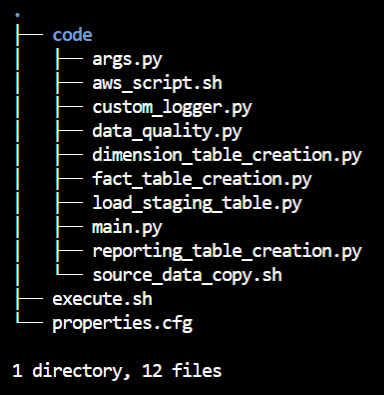 .
├── code
│   ├── args.py
│   ├── aws_script.sh
│   ├── custom_logger.py
│   ├── data_quality.py
│   ├── dimension_table_creation.py
│   ├── fact_table_creation.py
│   ├── load_staging_table.py
│   ├── main.py
│   ├── reporting_table_creation.py
│   └── source_data_copy.sh
├── execute.sh
└── properties.cfg

1 directory, 12 files